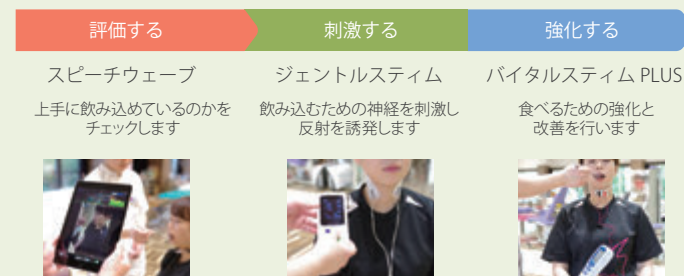 評価する
刺激する
強化する
スピーチウェーブ
ジェントルスティム
バイタルスティム PLUS
上手に飲み込めているのかを
チェックします
飲み込むための神経を刺激し
反射を誘発します
食べるための強化と
改善を行います